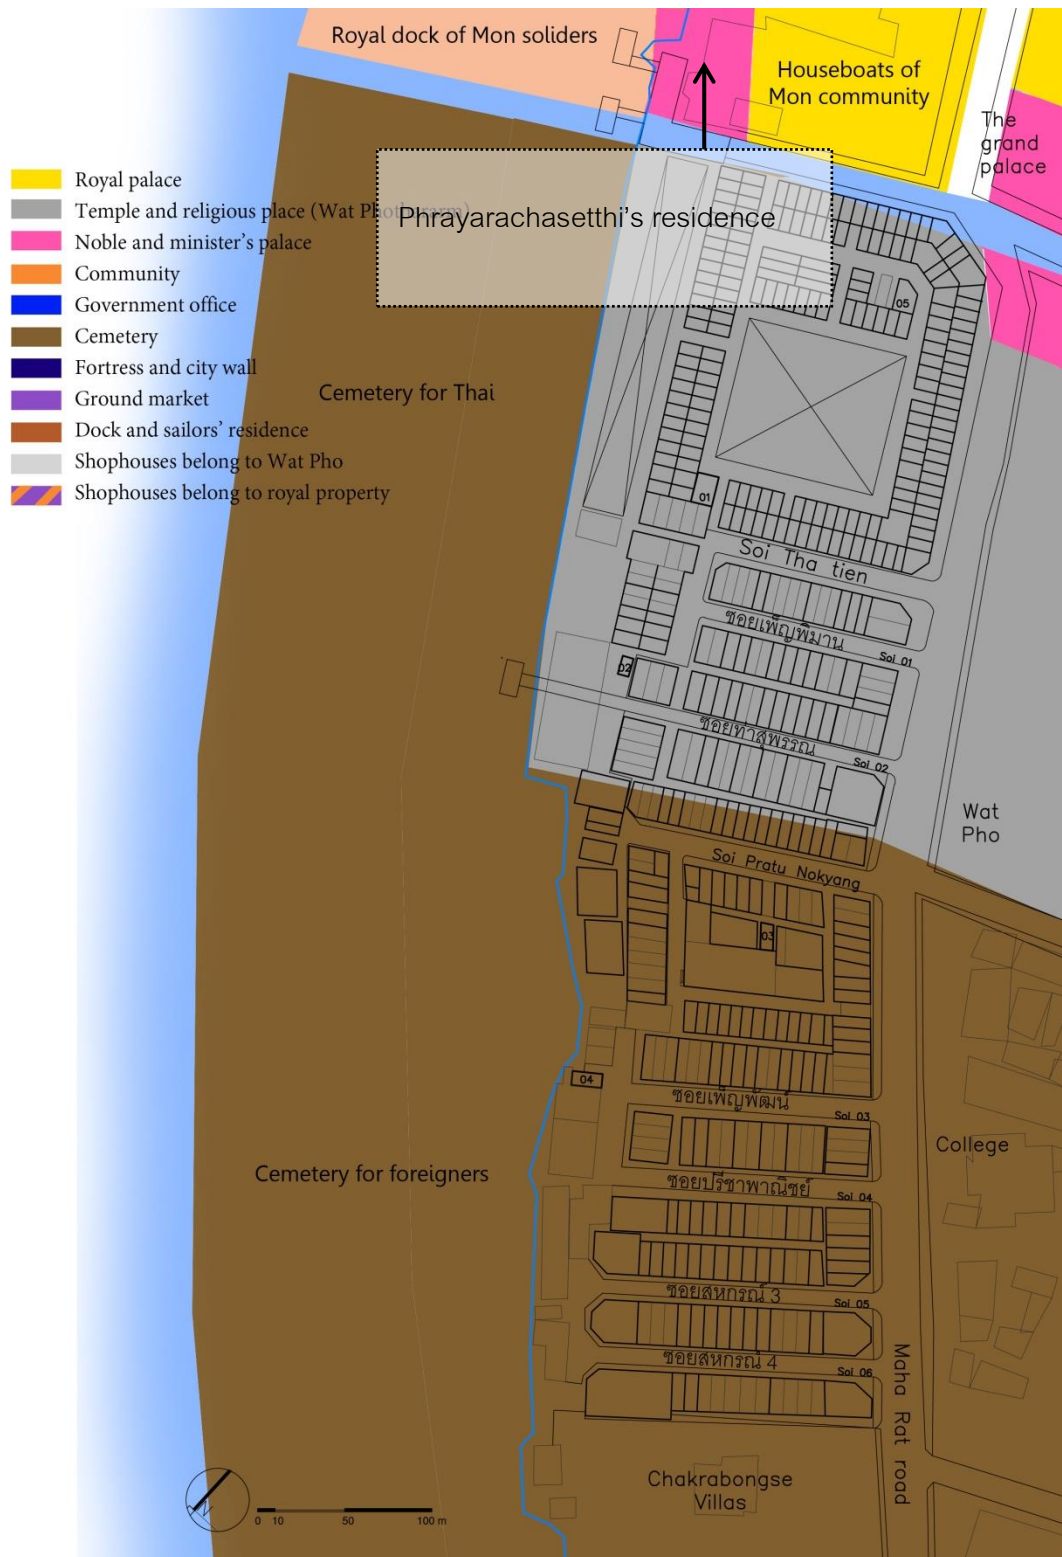 Royal dock of Mon soliders
Houseboats of
Mon community
The
grand
palace
Royal palace
Temple and religious place (Wat Photharam)
Noble and minister's palace
Community
Government office
Cemetery
Fortress and city wall
Ground market
Dock and sailors' residence
Shophouses belong to Wat Pho
Shophouses belong to royal property
Phrayarachasetthi's residence
05
Cemetery for Thai
01
Soi Tha tien
ซอยเพ็ญพิมาน
Soi 01
02
ซอยท่าสุพรรณ
Soi 02
Wat
Pho
Soi Pratu Nokyang
03
04
ซอยเพ็ญพัฒน์
Soi 03
College
Cemetery for foreigners
ซอยปรีชาพาณิชย์
Soi 04
ซอยสหกรณ์ 3
Soi 05
ซอยสหกรณ์ 4
Soi 06
Maha Rat road
Chakrabongse
Villas
N
0 10 50 100 m